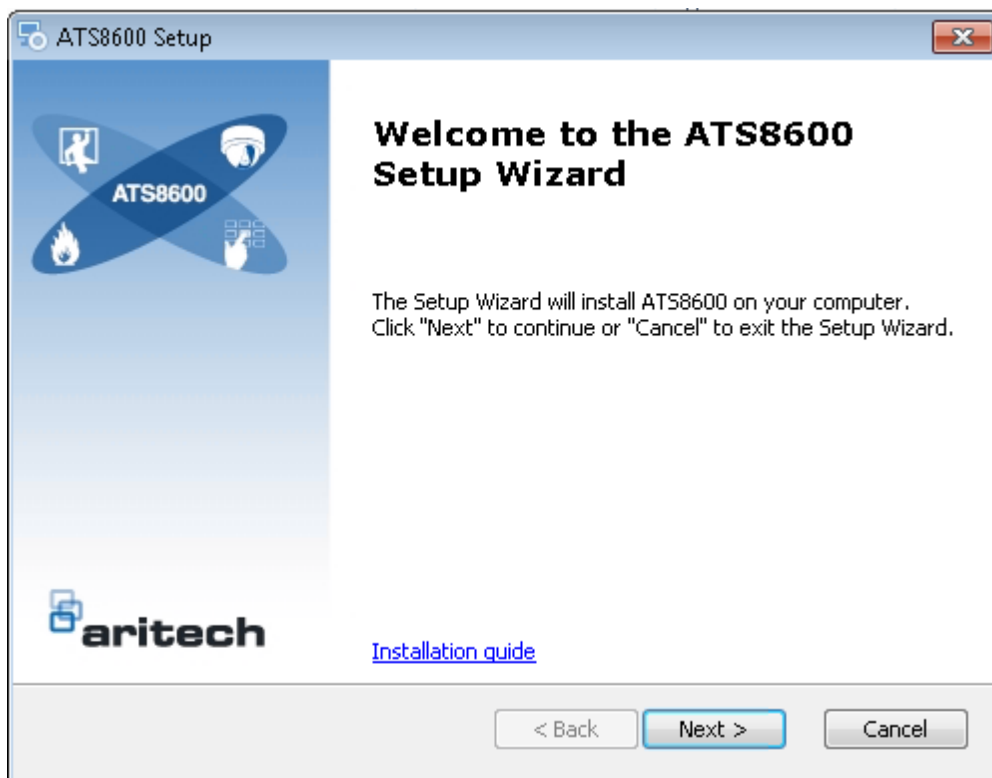 ATS8600 Setup
ATS8600
Welcome to the ATS8600
Setup Wizard
The Setup Wizard will install ATS8600 on your computer.
Click "Next" to continue or "Cancel" to exit the Setup Wizard.
aritech
Installation guide
< Back
Next >
Cancel